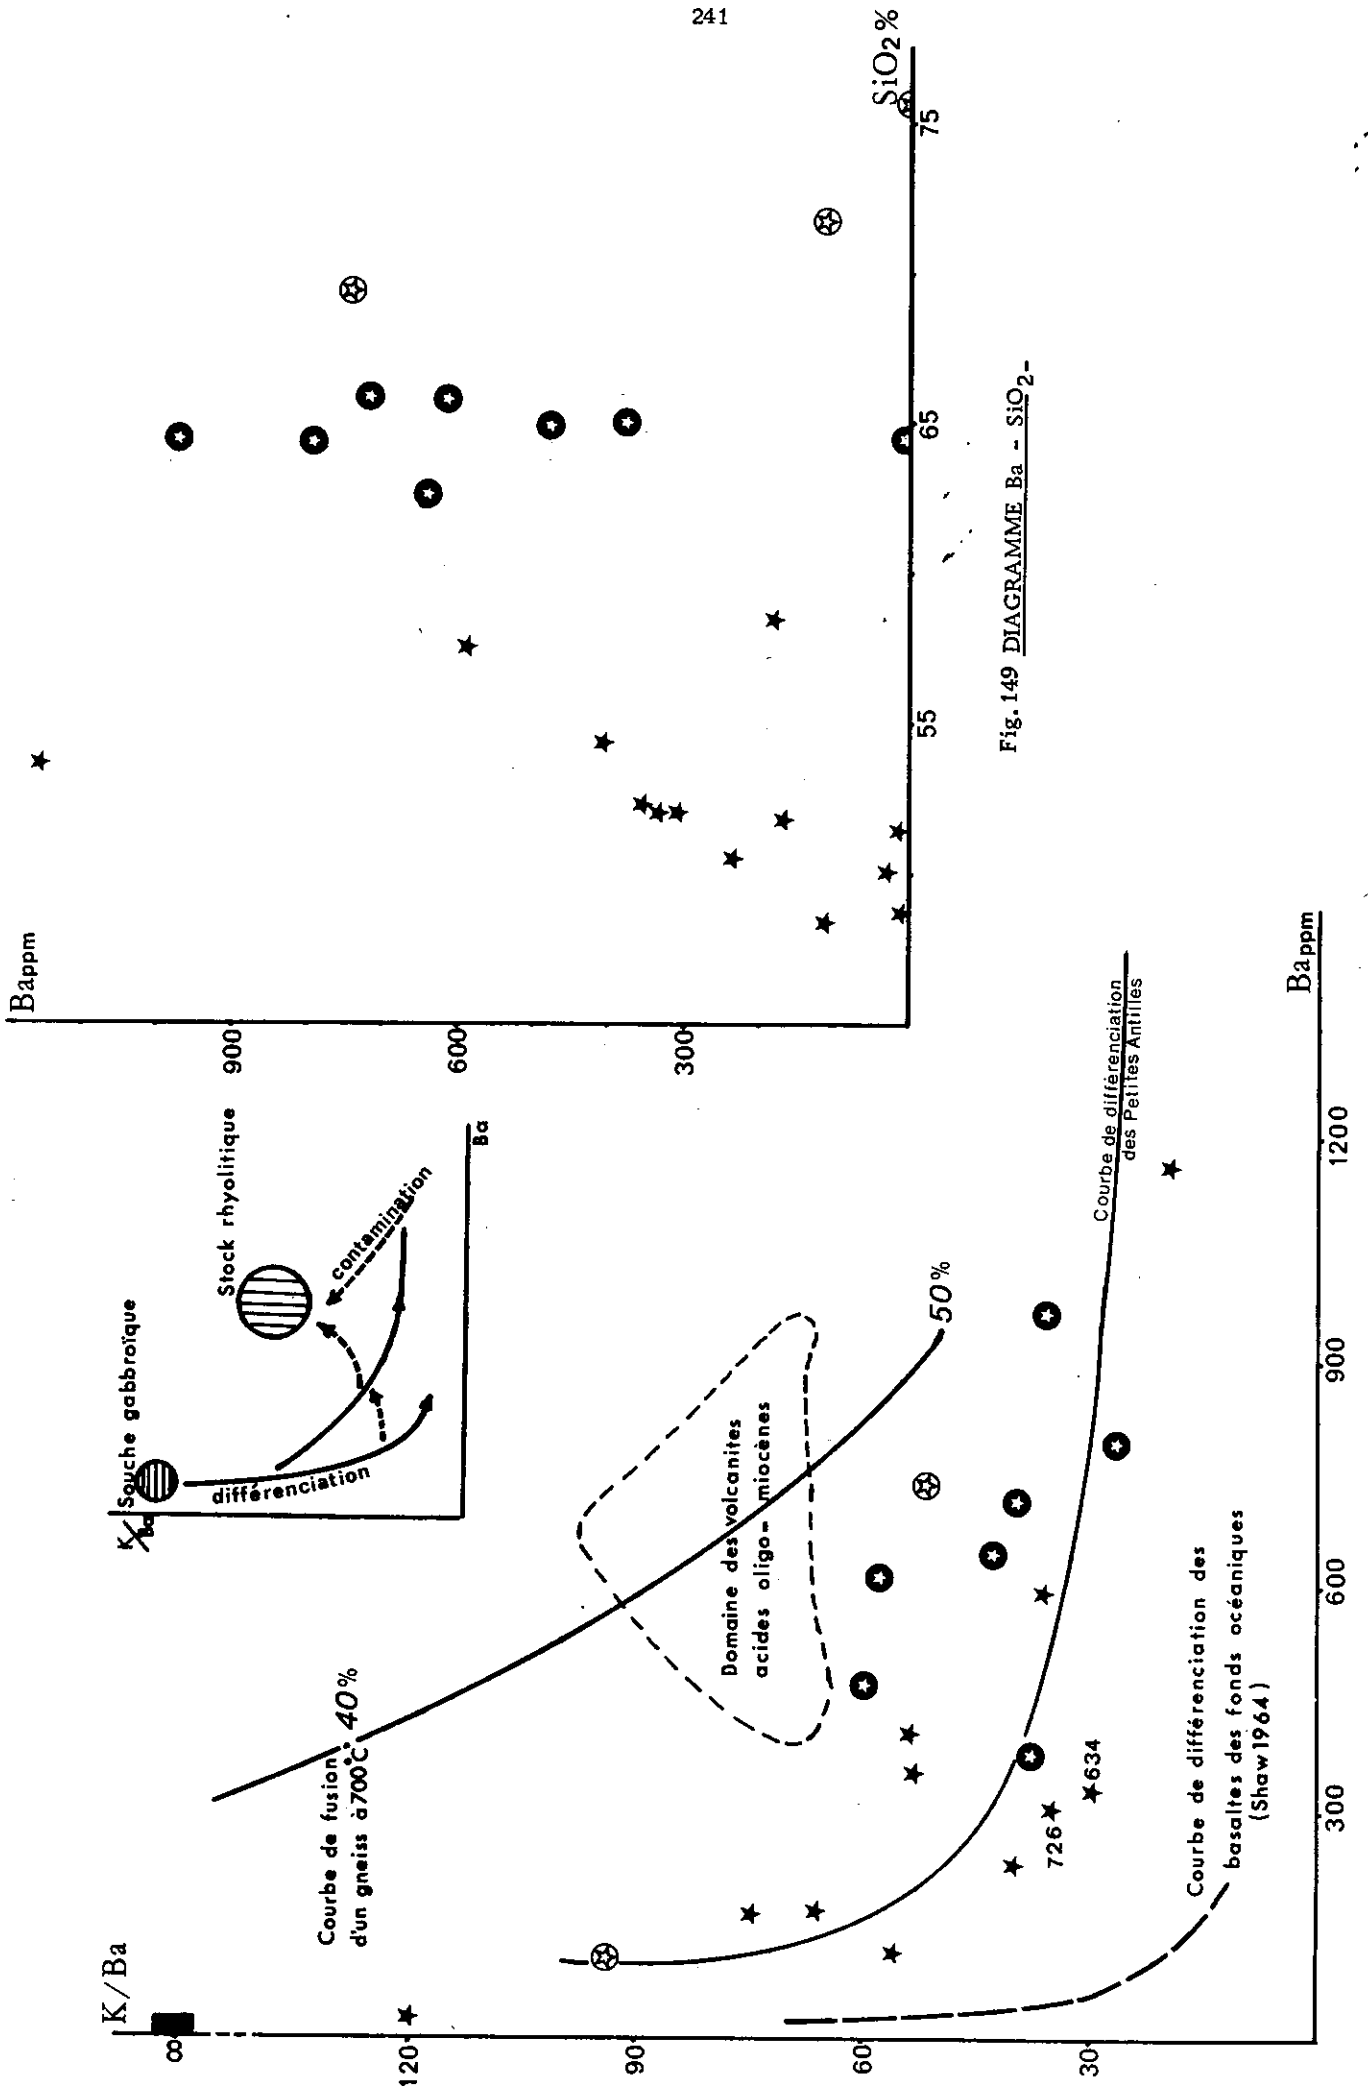 241
Bappm
900
600
300
55
65
75
SiO2%
Fig. 149 DIAGRAMME Ba - SiO2-
K/Ba
Souche gabbroïque
Stock rhyolitique
contamination
différenciation
Ba
K/Ba
∞
120
90
60
30
300
600
900
1200
Bappm
Courbe de fusion
d'un gneiss à 700°C
40%
50%
Domaine des volcanites
acides oligo-miocènes
Courbe de différenciation
des Petites Antilles
726
634
Courbe de différenciation des
basaltes des fonds océaniques
(Shaw 1964)